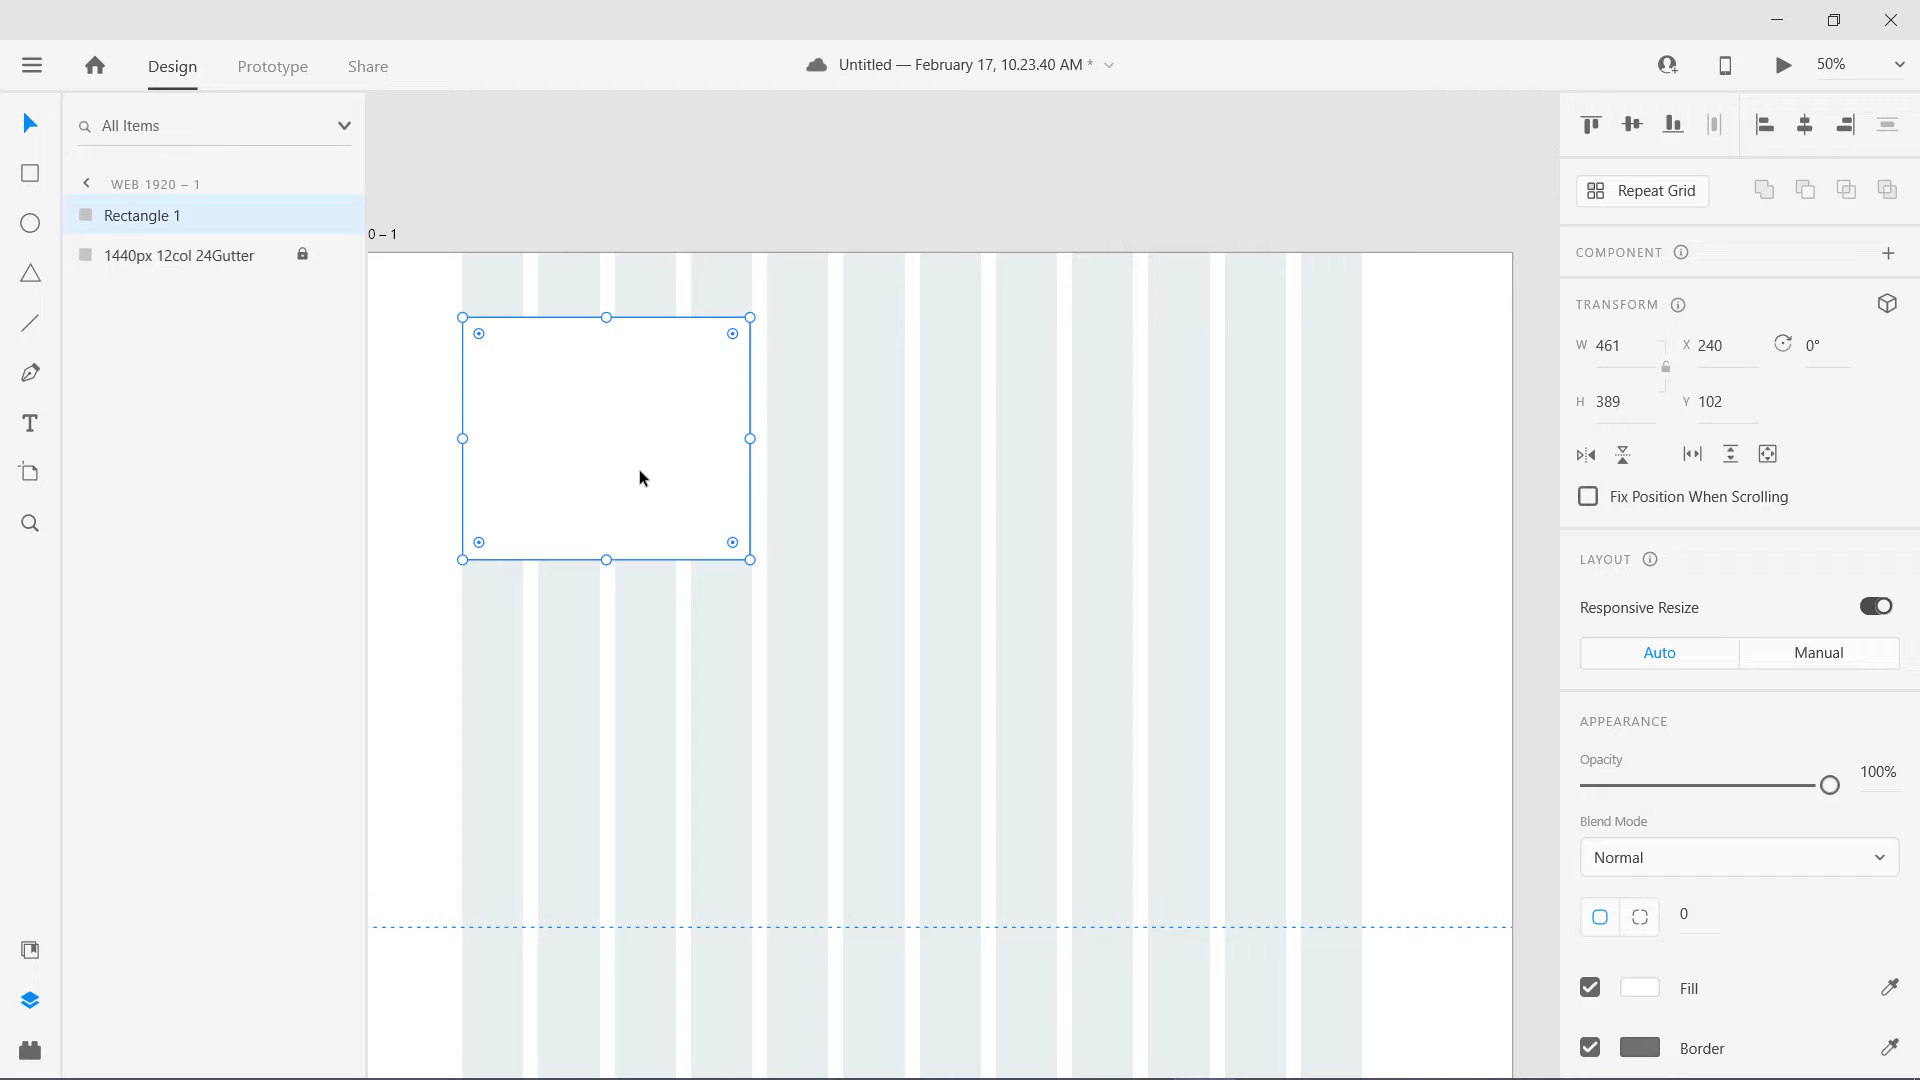 Design
Prototype
Share
Untitled — February 17, 10.23.40 AM *
50%
All Items
WEB 1920 – 1
Rectangle 1
1440px 12col 24Gutter
0 – 1
Repeat Grid
COMPONENT
TRANSFORM
W 461
X 240
0°
H 389
Y 102
Fix Position When Scrolling
LAYOUT
Responsive Resize
Auto
Manual
APPEARANCE
Opacity
100%
Blend Mode
Normal
0
Fill
Border